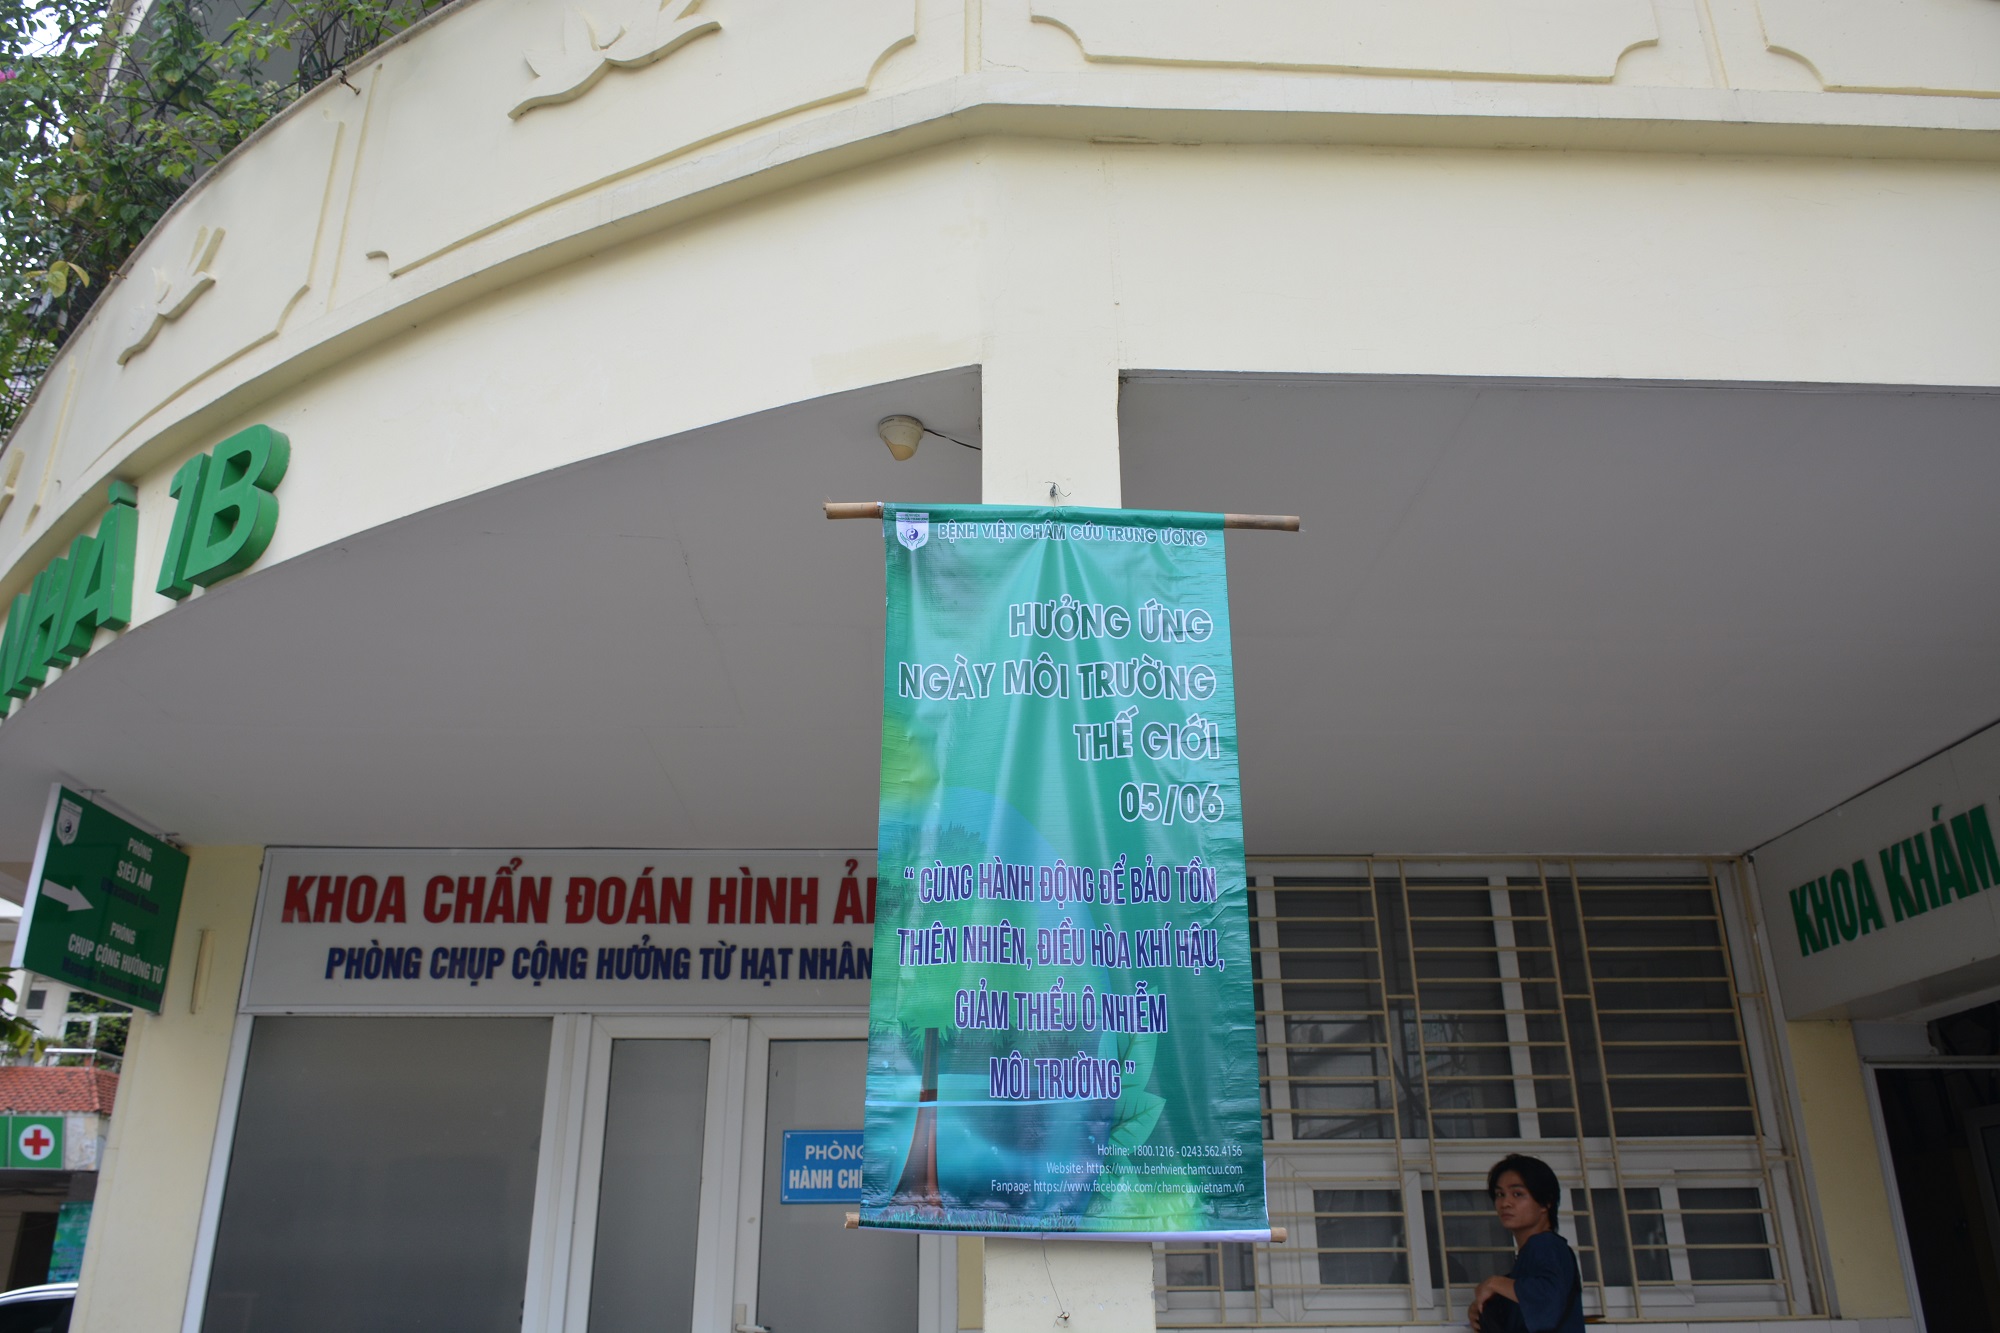 NHÀ 1B
BỆNH VIỆN CHÂM CỨU TRUNG ƯƠNG
HƯỞNG ỨNG
NGÀY MÔI TRƯỜNG
THẾ GIỚI
05/06
“ CÙNG HÀNH ĐỘNG ĐỂ BẢO TỒN
THIÊN NHIÊN, ĐIỀU HÒA KHÍ HẬU,
GIẢM THIỂU Ô NHIỄM
MÔI TRƯỜNG ”
Hotline: 1800.1216 - 0243.562.4156
Website: https://www.benhvienchamcuu.com
Fanpage: https://www.facebook.com/chamcuuvietnam.vn
PHÒNG
SIÊU ÂM
PHÒNG
CHỤP CỘNG HƯỞNG TỪ
KHOA CHẨN ĐOÁN HÌNH Ả
PHÒNG CHỤP CỘNG HƯỞNG TỪ HẠT NHÂN
PHÒNG
HÀNH CHÍ
KHOA KHÁM